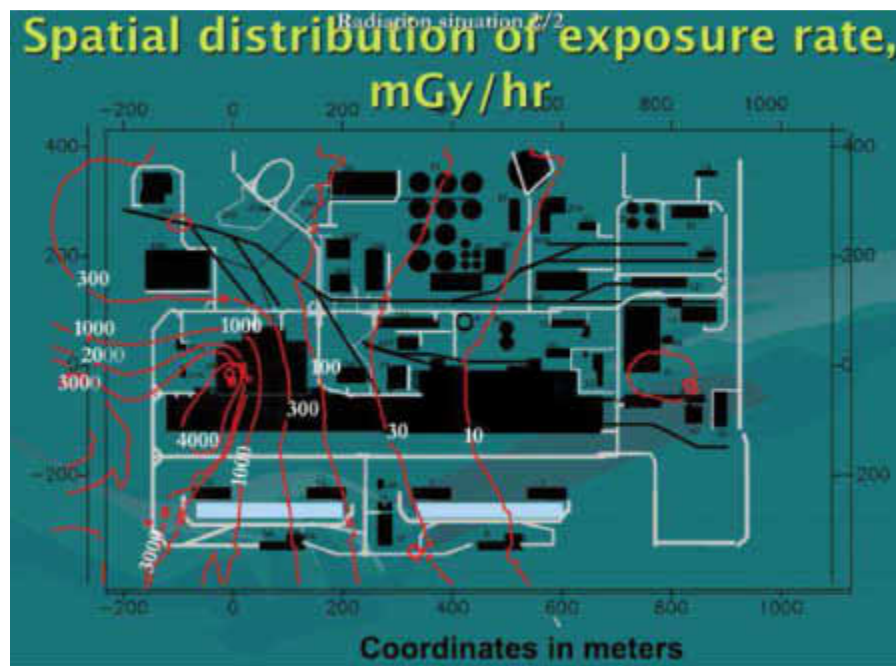 Radiation situation 2/2
Spatial distribution of exposure rate,
mGy/hr
−200 0 200 600 800 1000
400 400
200 200
300
1000 1000
2000
0
3000
100
300
4000 30 10
1000
−200 −200
3000
−200 0 200 400 600 800 1000
Coordinates in meters